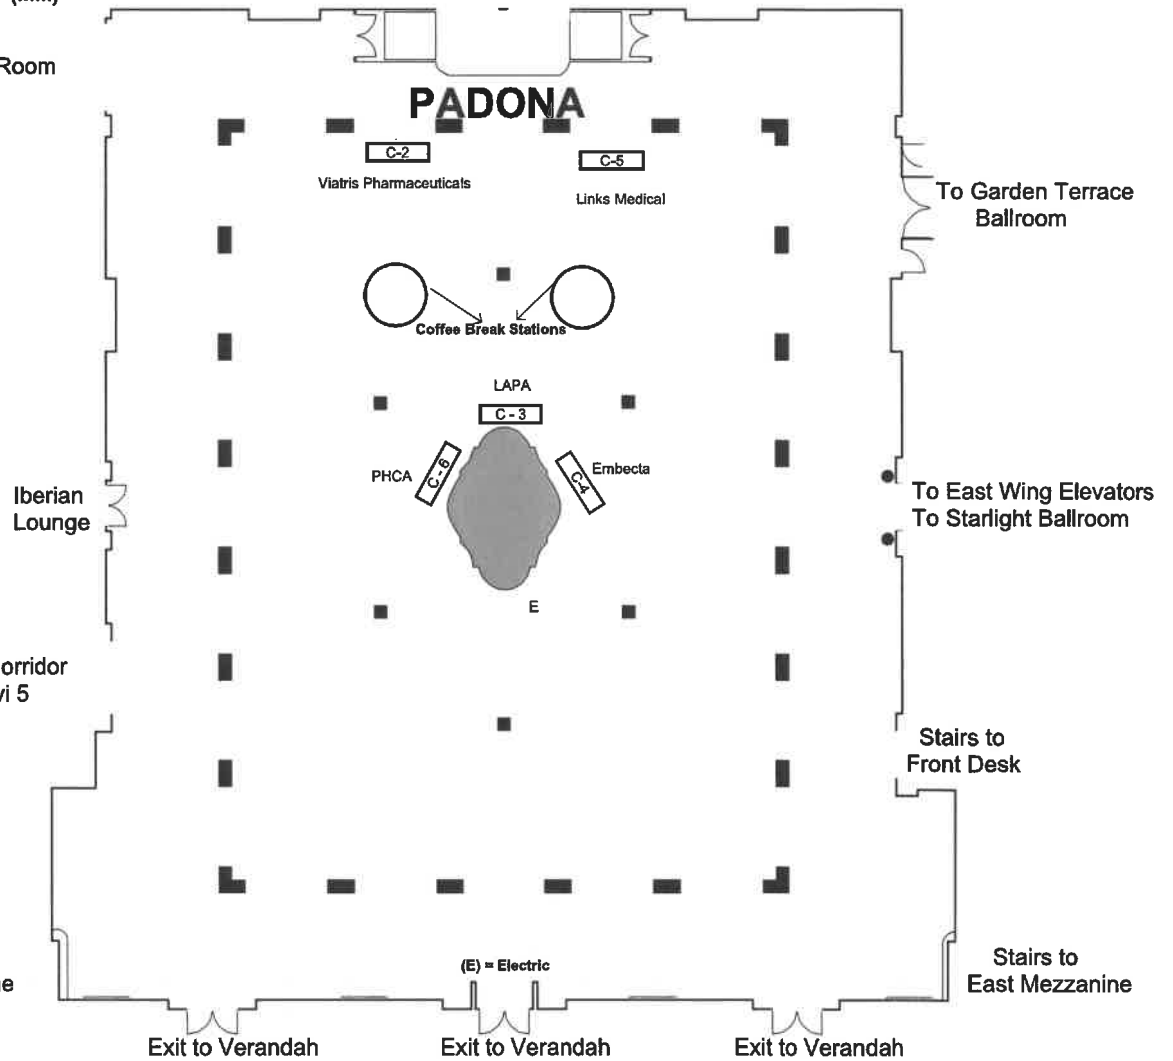 Room
PADONA
C-2
C-5
Viatris Pharmaceuticals
Links Medical
To Garden Terrace
Ballroom
Coffee Break Stations
LAPA
C - 3
PHCA
C - 6
C-4
Embecta
Iberian
Lounge
To East Wing Elevators
To Starlight Ballroom
E
orridor
vi 5
Stairs to
Front Desk
(E) = Electric
Stairs to
East Mezzanine
Exit to Verandah
Exit to Verandah
Exit to Verandah